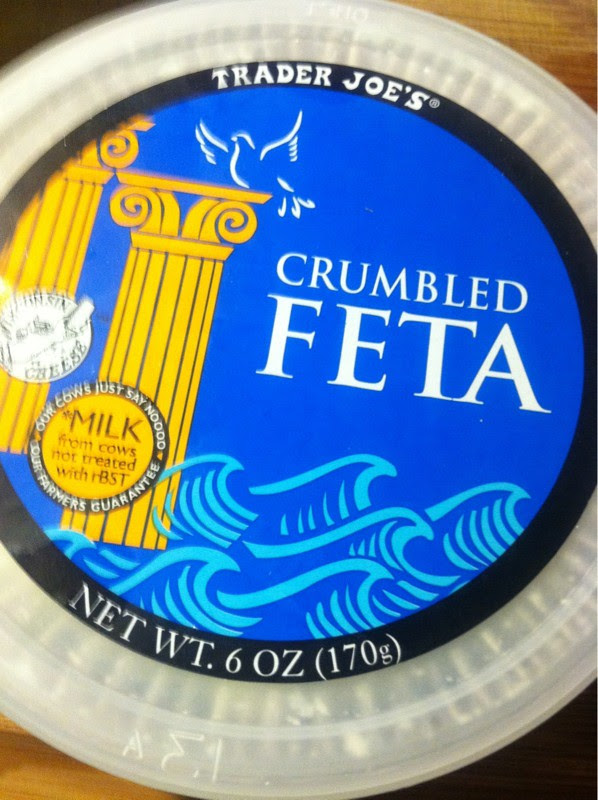 TRADER JOE'S®
CRUMBLED
FETA
CHEESE
OUR COWS JUST SAY NOOOO
*MILK
from cows
not treated
with rBST
OUR FARMERS GUARANTEE
NET WT. 6 OZ (170g)